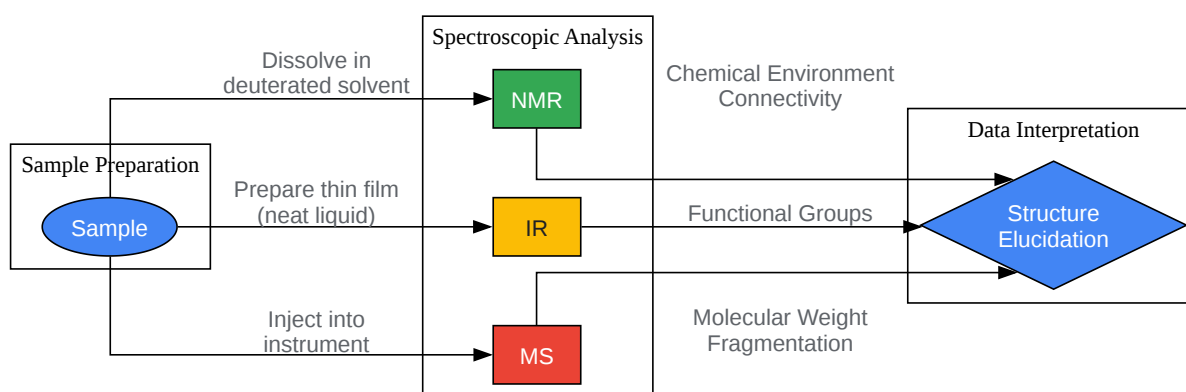 Spectroscopic Analysis
Dissolve in
deuterated solvent
NMR
Chemical Environment
Connectivity
Data Interpretation
Sample Preparation
Sample
Prepare thin film
(neat liquid)
IR
Functional Groups
Structure
Elucidation
Inject into
instrument
MS
Molecular Weight
Fragmentation